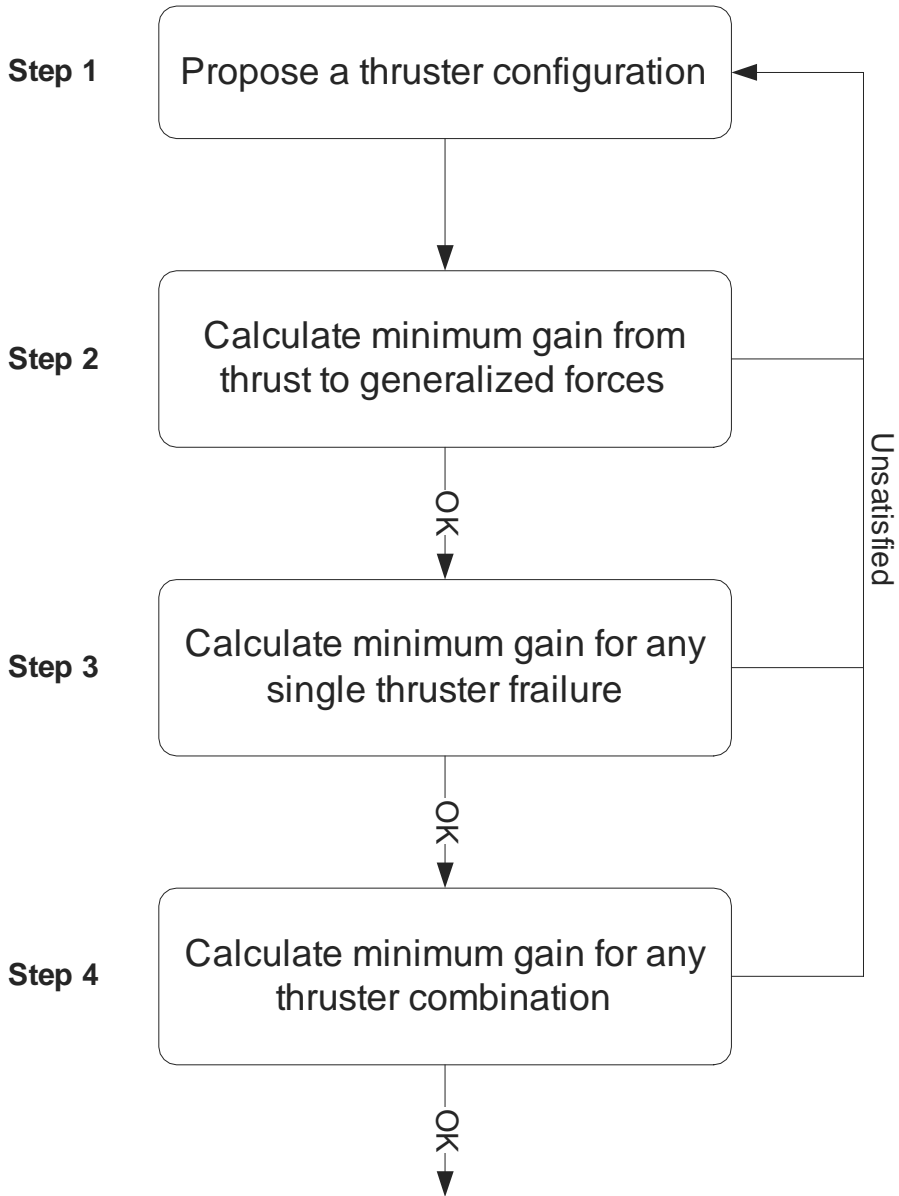 Step 1
Propose a thruster configuration
Step 2
Calculate minimum gain from
thrust to generalized forces
OK
Unsatisfied
Step 3
Calculate minimum gain for any
single thruster frailure
OK
Step 4
Calculate minimum gain for any
thruster combination
OK